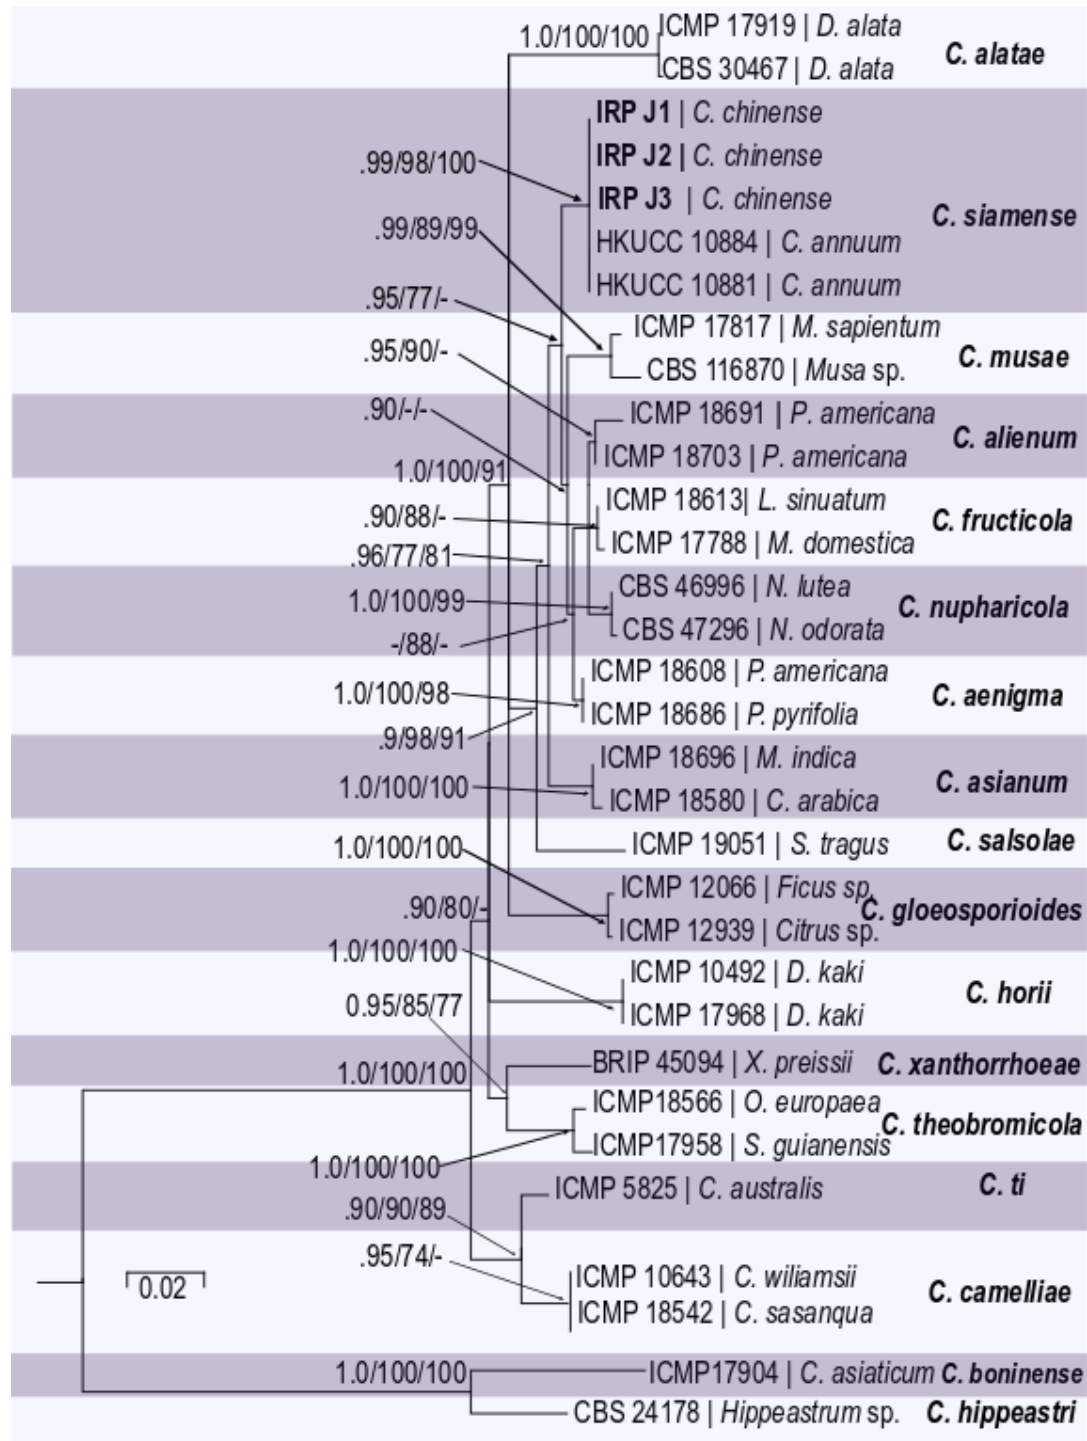 1.0/100/100
ICMP 17919 | D. alata
CBS 30467 | D. alata
C. alatae
IRP J1 | C. chinense
IRP J2 | C. chinense
IRP J3 | C. chinense
HKUCC 10884 | C. annuum
HKUCC 10881 | C. annuum
C. siamense
.99/98/100
.99/89/99
.95/77/-
ICMP 17817 | M. sapientum
CBS 116870 | Musa sp.
C. musae
.95/90/-
.90/-/-
ICMP 18691 | P. americana
ICMP 18703 | P. americana
C. alienum
1.0/100/91
.90/88/-
.96/77/81
ICMP 18613| L. sinuatum
ICMP 17788 | M. domestica
C. fructicola
1.0/100/99
-/88/-
CBS 46996 | N. lutea
CBS 47296 | N. odorata
C. nupharicola
1.0/100/98
.9/98/91
ICMP 18608 | P. americana
ICMP 18686 | P. pyrifolia
C. aenigma
1.0/100/100
ICMP 18696 | M. indica
ICMP 18580 | C. arabica
C. asianum
1.0/100/100
ICMP 19051 | S. tragus
C. salsolae
.90/80/-
ICMP 12066 | Ficus sp.
ICMP 12939 | Citrus sp.
C. gloeosporioides
1.0/100/100
ICMP 10492 | D. kaki
ICMP 17968 | D. kaki
C. horii
0.95/85/77
1.0/100/100
BRIP 45094 | X. preissii
C. xanthorrhoeae
ICMP18566 | O. europaea
ICMP17958 | S. guianensis
C. theobromicola
1.0/100/100
ICMP 5825 | C. australis
C. ti
.90/90/89
.95/74/-
ICMP 10643 | C. wiliamsii
ICMP 18542 | C. sasanqua
C. camelliae
0.02
1.0/100/100
ICMP17904 | C. asiaticum
C. boninense
CBS 24178 | Hippeastrum sp.
C. hippeastri